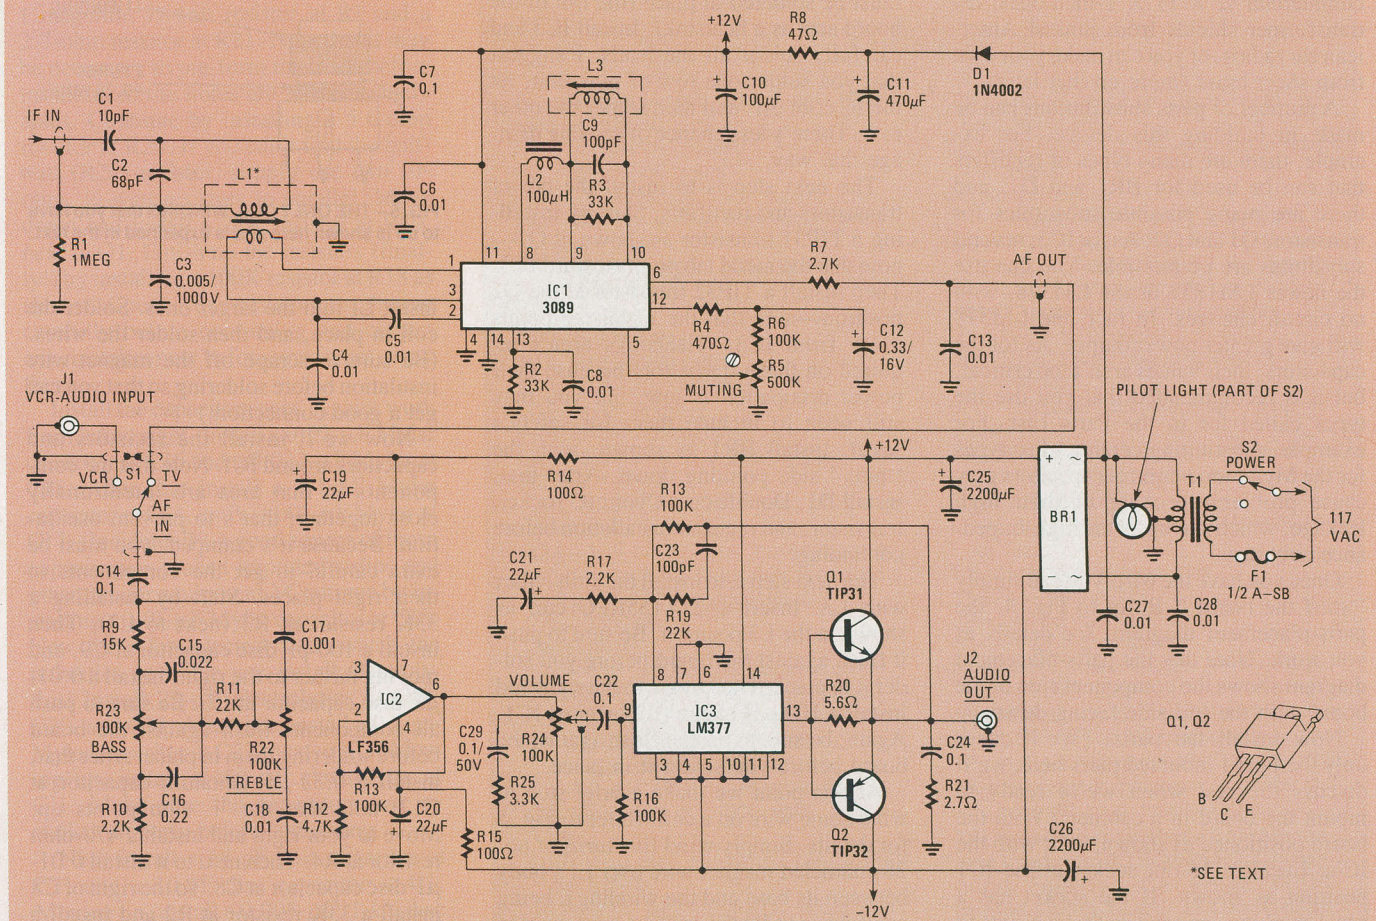 +12V
R8
47Ω
C7
0.1
L3
C10
100µF
C11
470µF
D1
1N4002
IF IN
C1
10pF
C2
68pF
L1*
C9
100pF
L2
100µH
R3
33K
C6
0.01
R1
1MEG
C3
0.005/
1000V
1
11
8
9
10
3
2
IC1
3089
6
12
5
4
14
13
R7
2.7K
AF OUT
R4
470Ω
R6
100K
R5
500K
MUTING
C12
0.33/
16V
C13
0.01
C5
0.01
C4
0.01
R2
33K
C8
0.01
J1
VCR-AUDIO INPUT
VCR
S1
TV
AF
IN
C19
22µF
R14
100Ω
+12V
C25
2200µF
PILOT LIGHT (PART OF S2)
+
~
BR1
−
~
T1
S2
POWER
117
VAC
F1
1/2 A-SB
C27
0.01
C28
0.01
C14
0.1
R9
15K
C15
0.022
C17
0.001
R23
100K
BASS
R11
22K
R22
100K
TREBLE
C16
0.22
R10
2.2K
C18
0.01
R12
4.7K
3
2
7
6
4
IC2
LF356
R13
100K
C20
22µF
R15
100Ω
C21
22µF
R17
2.2K
R13
100K
C23
100pF
R19
22K
VOLUME
C29
0.1/
50V
R24
100K
R25
3.3K
C22
0.1
R16
100K
8
7
6
14
9
IC3
LM377
13
3
4
5
10
11
12
Q1
TIP31
R20
5.6Ω
Q2
TIP32
J2
AUDIO
OUT
C24
0.1
R21
2.7Ω
C26
2200µF
−12V
Q1, Q2
B
C
E
*SEE TEXT